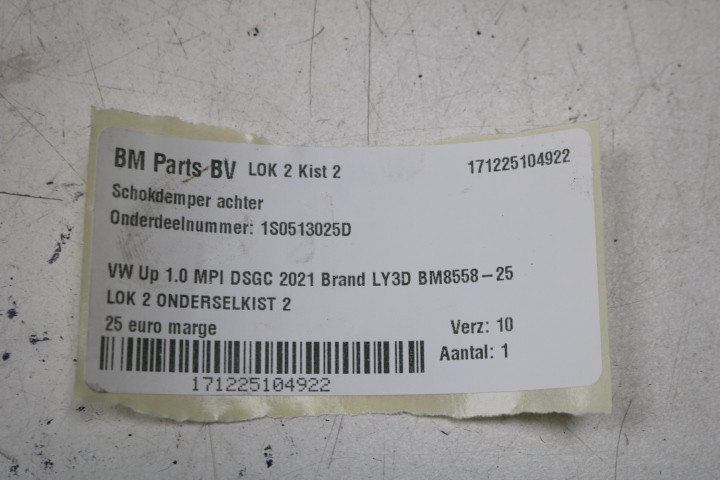 BM Parts BV LOK 2 Kist 2 171225104922
Schokdemper achter
Onderdeelnummer: 1S0513025D
VW Up 1.0 MPI DSGC 2021 Brand LY3D BM8558-25
LOK 2 ONDERSELKIST 2
25 euro marge Verz: 10
Aantal: 1
171225104922